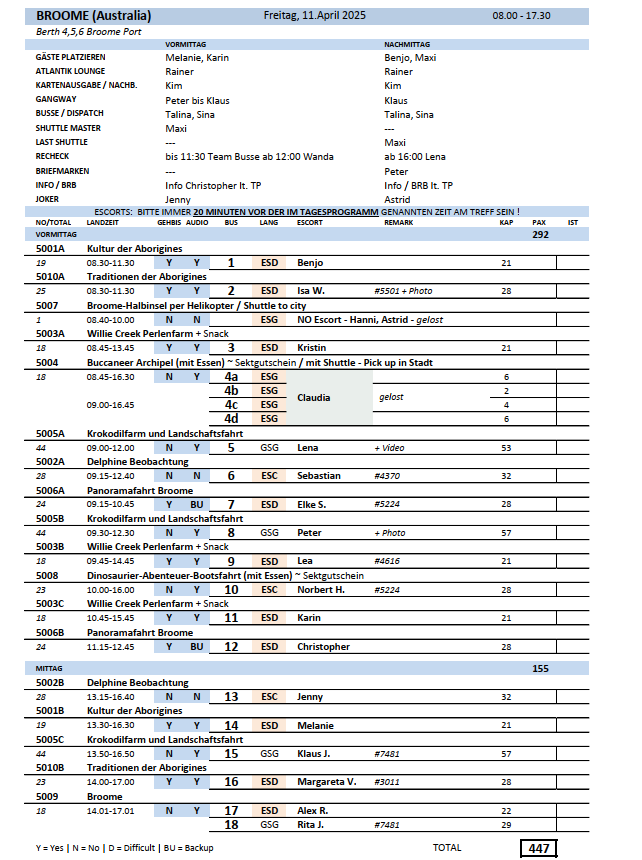 BROOME (Australia) Freitag, 11.April 2025 08.00 - 17.30
Berth 4,5,6 Broome Port
VORMITTAG NACHMITTAG
GÄSTE PLATZIEREN Melanie, Karin Benjo, Maxi
ATLANTIK LOUNGE Rainer Rainer
KARTENAUSGABE / NACHB. Kim Kim
GANGWAY Peter bis Klaus Klaus
BUSSE / DISPATCH Talina, Sina Talina, Sina
SHUTTLE MASTER Maxi ---
LAST SHUTTLE --- Maxi
RECHECK bis 11:30 Team Busse ab 12:00 Wanda ab 16:00 Lena
BRIEFMARKEN --- Peter
INFO / BRB Info Christopher lt. TP Info / BRB lt. TP
JOKER Jenny Astrid
ESCORTS: BITTE IMMER 20 MINUTEN VOR DER IM TAGESPROGRAMM GENANNTEN ZEIT AM TREFF SEIN !
NO/TOTAL LANDZEIT GEHBIS AUDIO BUS LANG ESCORT REMARK KAP PAX IST
VORMITTAG 292
5001A Kultur der Aborigines
19 08.30-11.30 Y Y 1 ESD Benjo 21
5010A Traditionen der Aborigines
25 08.30-11.30 Y Y 2 ESD Isa W. #5501 + Photo 28
5007 Broome-Halbinsel per Helikopter / Shuttle to city
1 08.40-10.00 N N ESG NO Escort - Hanni, Astrid - gelost
5003A Willie Creek Perlenfarm + Snack
18 08.45-13.45 Y Y 3 ESD Kristin 21
5004 Buccaneer Archipel (mit Essen) ~ Sektgutschein / mit Shuttle - Pick up in Stadt
18 08.45-16.30 N Y 4a ESG 6
4b ESG 2
09.00-16.45 4c ESG Claudia gelost 4
4d ESG 6
5005A Krokodilfarm und Landschaftsfahrt
44 09.00-12.00 N Y 5 GSG Lena + Video 53
5002A Delphine Beobachtung
28 09.15-12.40 N N 6 ESC Sebastian #4370 32
5006A Panoramafahrt Broome
24 09.15-10.45 Y BU 7 ESD Elke S. #5224 28
5005B Krokodilfarm und Landschaftsfahrt
44 09.30-12.30 N Y 8 GSG Peter + Photo 57
5003B Willie Creek Perlenfarm + Snack
18 09.45-14.45 Y Y 9 ESD Lea #4616 21
5008 Dinosaurier-Abenteuer-Bootsfahrt (mit Essen) ~ Sektgutschein
23 10.00-16.00 N Y 10 ESC Norbert H. #5224 28
5003C Willie Creek Perlenfarm + Snack
18 10.45-15.45 Y Y 11 ESD Karin 21
5006B Panoramafahrt Broome
24 11.15-12.45 Y BU 12 ESD Christopher 28
MITTAG 155
5002B Delphine Beobachtung
28 13.15-16.40 N N 13 ESC Jenny 32
5001B Kultur der Aborigines
19 13.30-16.30 Y Y 14 ESD Melanie 21
5005C Krokodilfarm und Landschaftsfahrt
44 13.50-16.50 N Y 15 GSG Klaus J. #7481 57
5010B Traditionen der Aborigines
23 14.00-17.00 Y Y 16 ESD Margareta V. #3011 28
5009 Broome
18 14.01-17.01 N Y 17 ESD Alex R. 22
18 GSG Rita J. #7481 29
Y = Yes | N = No | D = Difficult | BU = Backup TOTAL 447